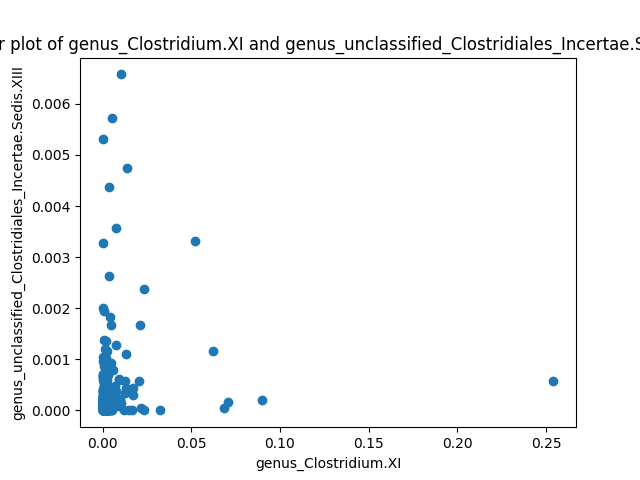 r plot of genus_Clostridium.XI and genus_unclassified_Clostridiales_Incertae.S
genus_unclassified_Clostridiales_Incertae.Sedis.XIII
0.006
0.005
0.004
0.003
0.002
0.001
0.000
0.00 0.05 0.10 0.15 0.20 0.25
genus_Clostridium.XI